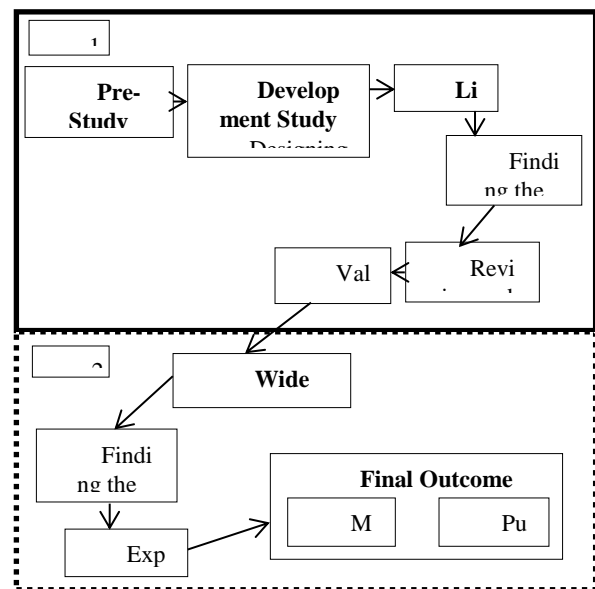 Pre-
Study
Develop
ment Study
Designing
Li
Findi
ng the
Revi
Val
Wide
Findi
ng the
Exp
Final Outcome
M
Pu